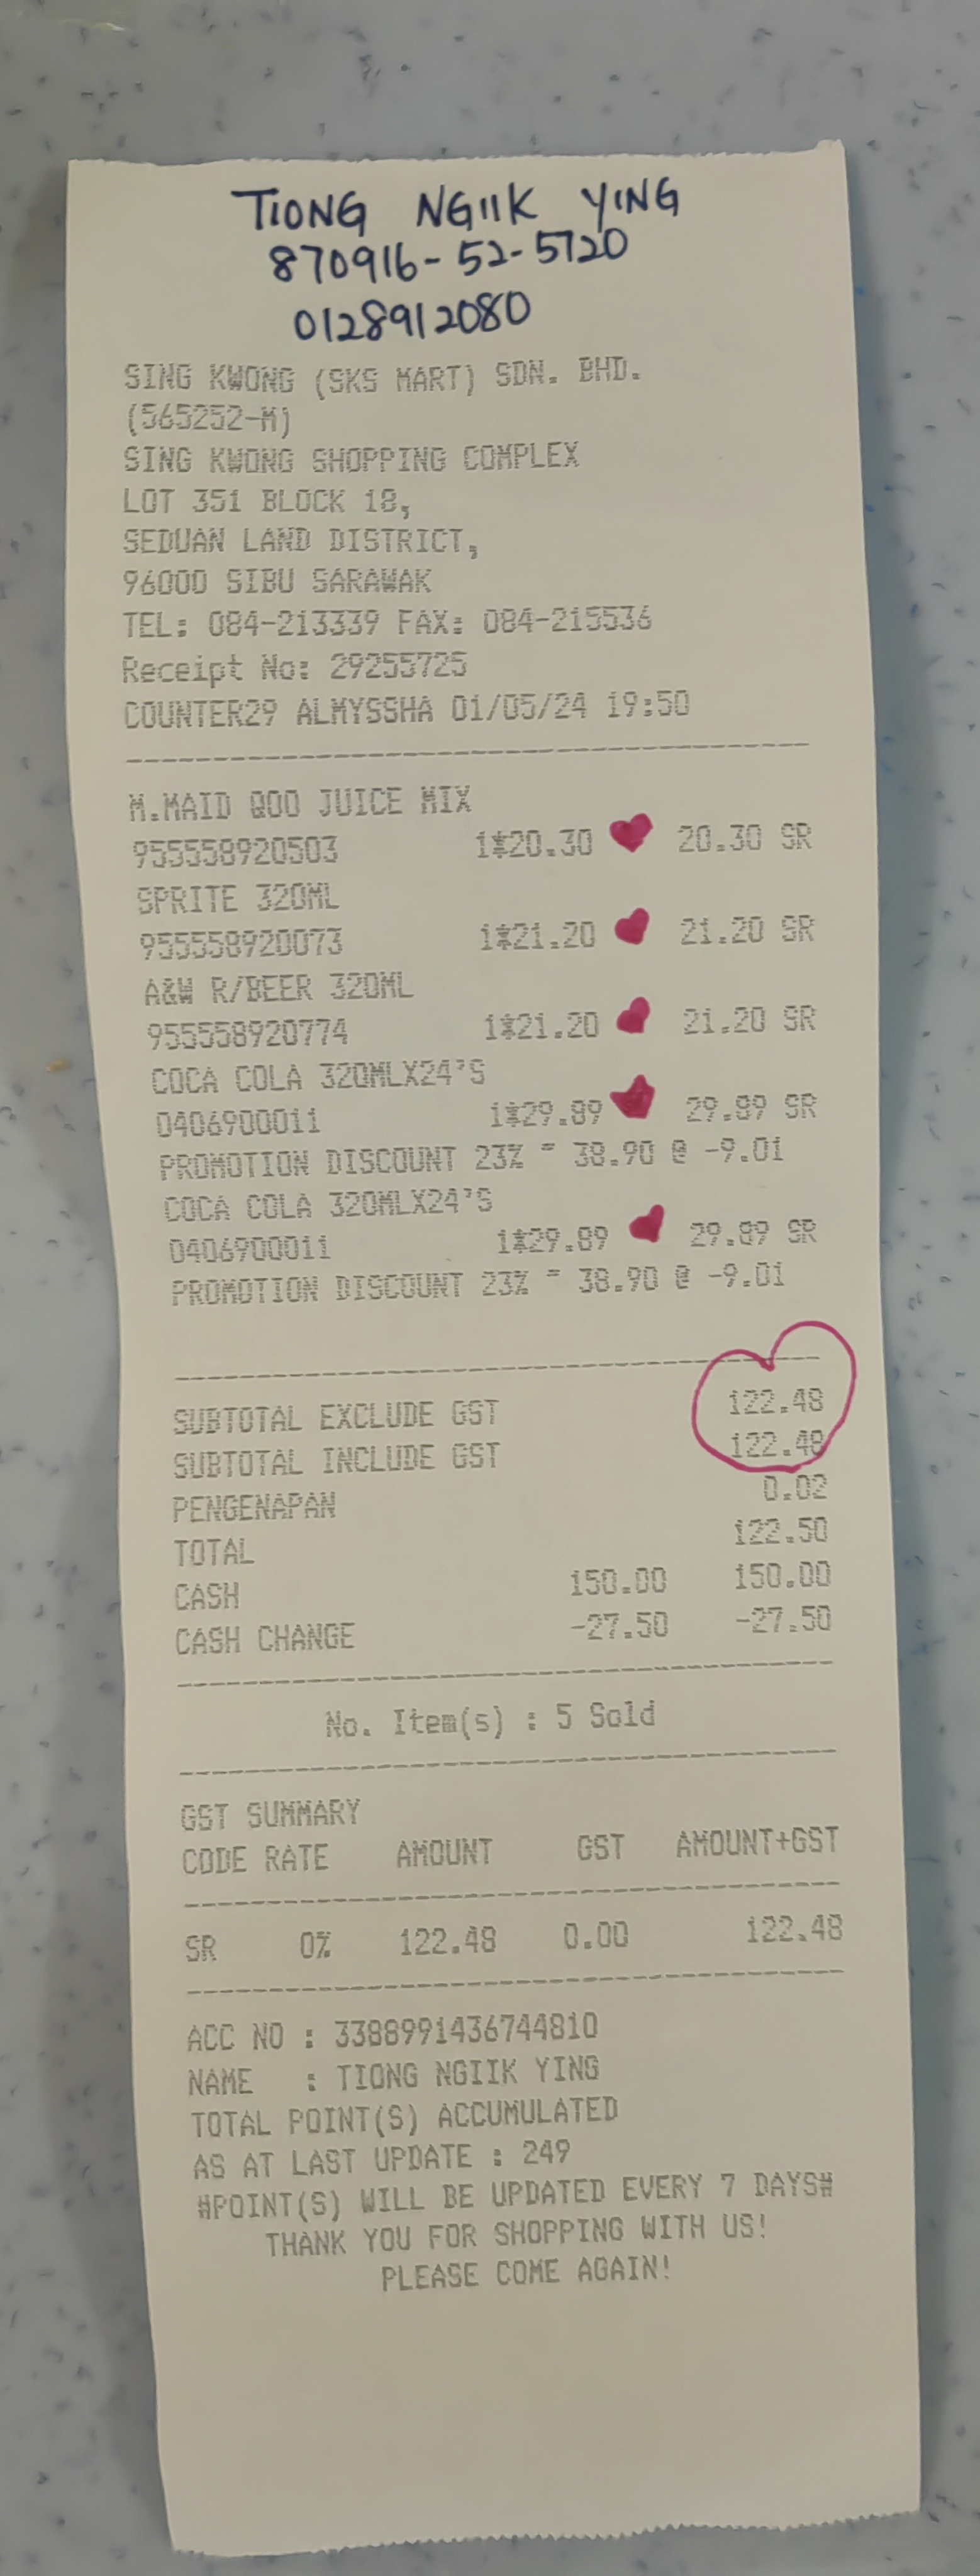 TIONG NGIIK YING
870916-52-5720
0128912080
SING KWONG (SKS MART) SDN. BHD.
(565252-M)
SING KWONG SHOPPING COMPLEX
LOT 351 BLOCK 18,
SEDUAN LAND DISTRICT,
96000 SIBU SARAWAK
TEL: 084-213339 FAX: 084-215536
Receipt No: 29255725
COUNTER29 ALMYSSHA 01/05/24 19:50
M.MAID QOO JUICE MIX
955558920503 1*20.30 20.30 SR
SPRITE 320ML
955558920073 1*21.20 21.20 SR
A&W R/BEER 320ML
955558920774 1*21.20 21.20 SR
COCA COLA 320MLX24'S
0406900011 1*29.89 29.89 SR
PROMOTION DISCOUNT 23% = 38.90 @ -9.01
COCA COLA 320MLX24'S
0406900011 1*29.89 29.89 SR
PROMOTION DISCOUNT 23% = 38.90 @ -9.01
SUBTOTAL EXCLUDE GST 122.48
SUBTOTAL INCLUDE GST 122.48
PENGENAPAN 0.02
TOTAL 122.50
CASH 150.00 150.00
CASH CHANGE -27.50 -27.50
No. Item(s) : 5 Sold
GST SUMMARY
CODE RATE AMOUNT GST AMOUNT+GST
SR 0% 122.48 0.00 122.48
ACC NO : 3388991436744810
NAME : TIONG NGIIK YING
TOTAL POINT(S) ACCUMULATED
AS AT LAST UPDATE : 249
#POINT(S) WILL BE UPDATED EVERY 7 DAYS#
THANK YOU FOR SHOPPING WITH US!
PLEASE COME AGAIN!